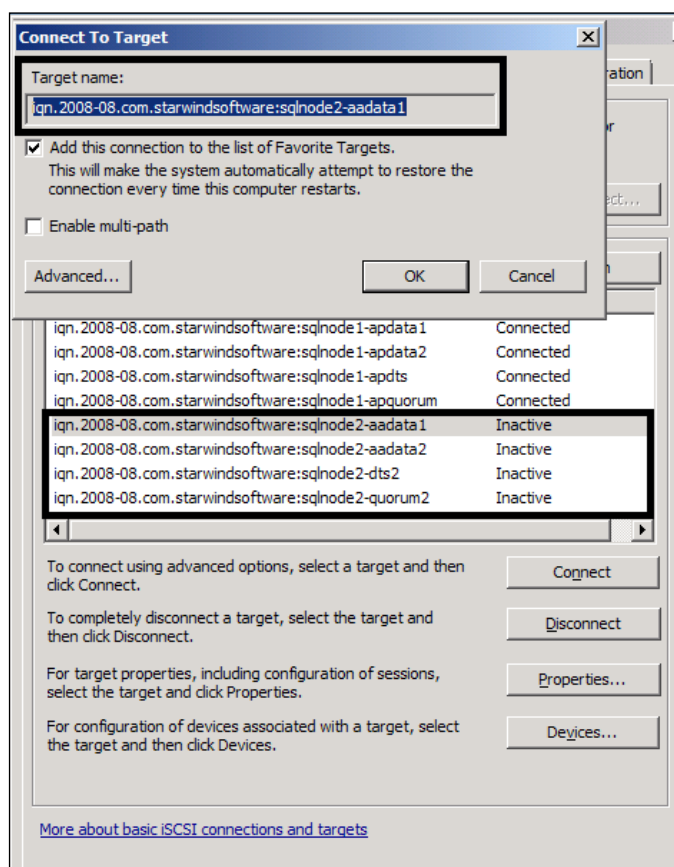 Connect To Target
Target name:
iqn.2008-08.com.starwindsoftware:sqlnode2-aadata1
Add this connection to the list of Favorite Targets.
This will make the system automatically attempt to restore the
connection every time this computer restarts.
Enable multi-path
Advanced...
OK
Cancel
iqn.2008-08.com.starwindsoftware:sqlnode1-apdata1 Connected
iqn.2008-08.com.starwindsoftware:sqlnode1-apdata2 Connected
iqn.2008-08.com.starwindsoftware:sqlnode1-apdts Connected
iqn.2008-08.com.starwindsoftware:sqlnode1-apquorum Connected
iqn.2008-08.com.starwindsoftware:sqlnode2-aadata1 Inactive
iqn.2008-08.com.starwindsoftware:sqlnode2-aadata2 Inactive
iqn.2008-08.com.starwindsoftware:sqlnode2-dts2 Inactive
iqn.2008-08.com.starwindsoftware:sqlnode2-quorum2 Inactive
To connect using advanced options, select a target and then
click Connect.
Connect
To completely disconnect a target, select the target and
then click Disconnect.
Disconnect
For target properties, including configuration of sessions,
select the target and click Properties.
Properties...
For configuration of devices associated with a target, select
the target and then click Devices.
Devices...
More about basic iSCSI connections and targets